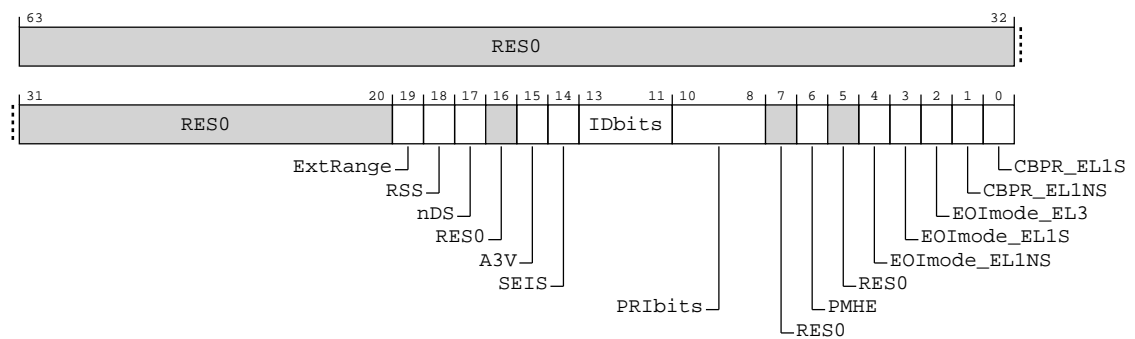 63 32
RES0
31 20 19 18 17 16 15 14 13 11 10 8 7 6 5 4 3 2 1 0
RES0 IDbits
ExtRange CBPR_EL1S
RSS CBPR_EL1NS
nDS EOImode_EL3
RES0 EOImode_EL1S
A3V EOImode_EL1NS
SEIS RES0
PRIbits PMHE
RES0